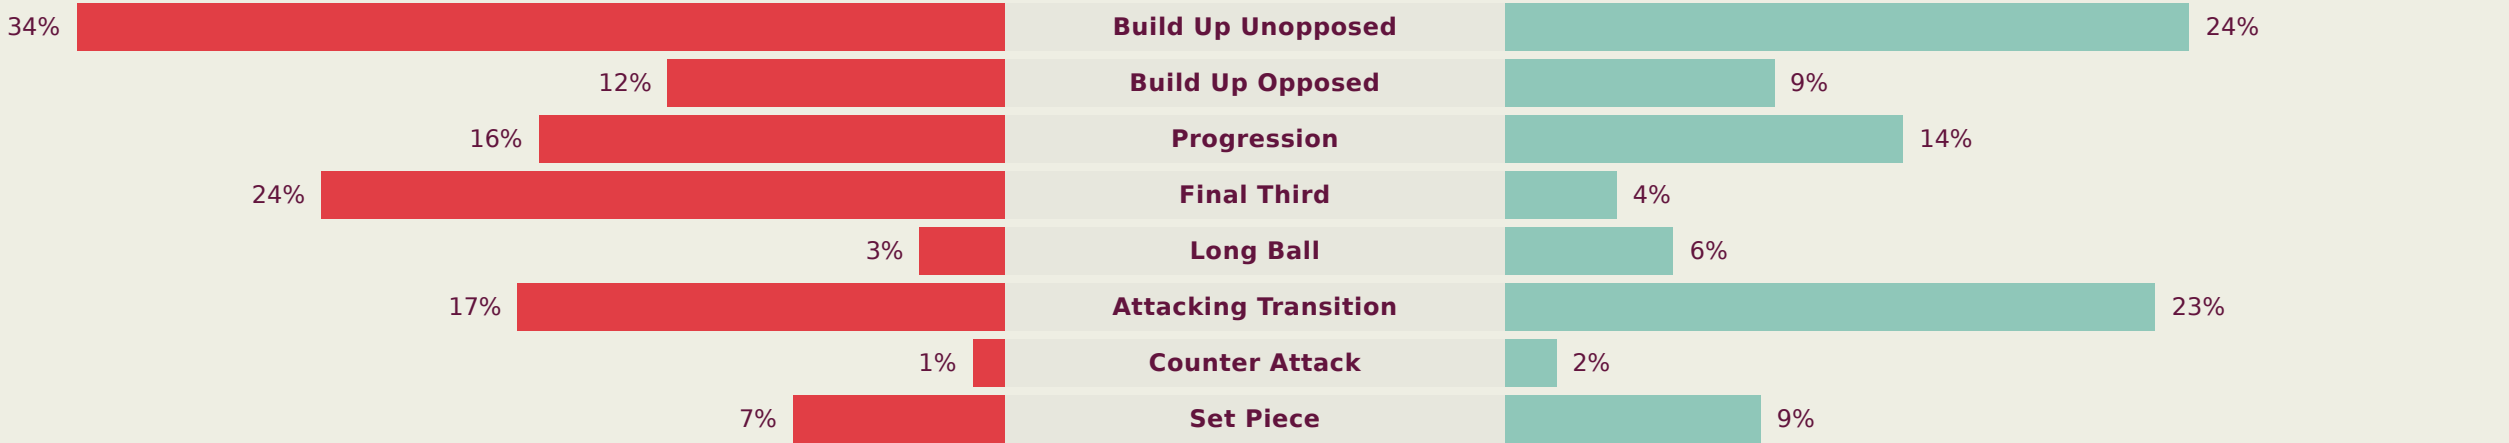 34% Build Up Unopposed 24%
12% Build Up Opposed 9%
16% Progression 14%
24% Final Third 4%
3% Long Ball 6%
17% Attacking Transition 23%
1% Counter Attack 2%
7% Set Piece 9%